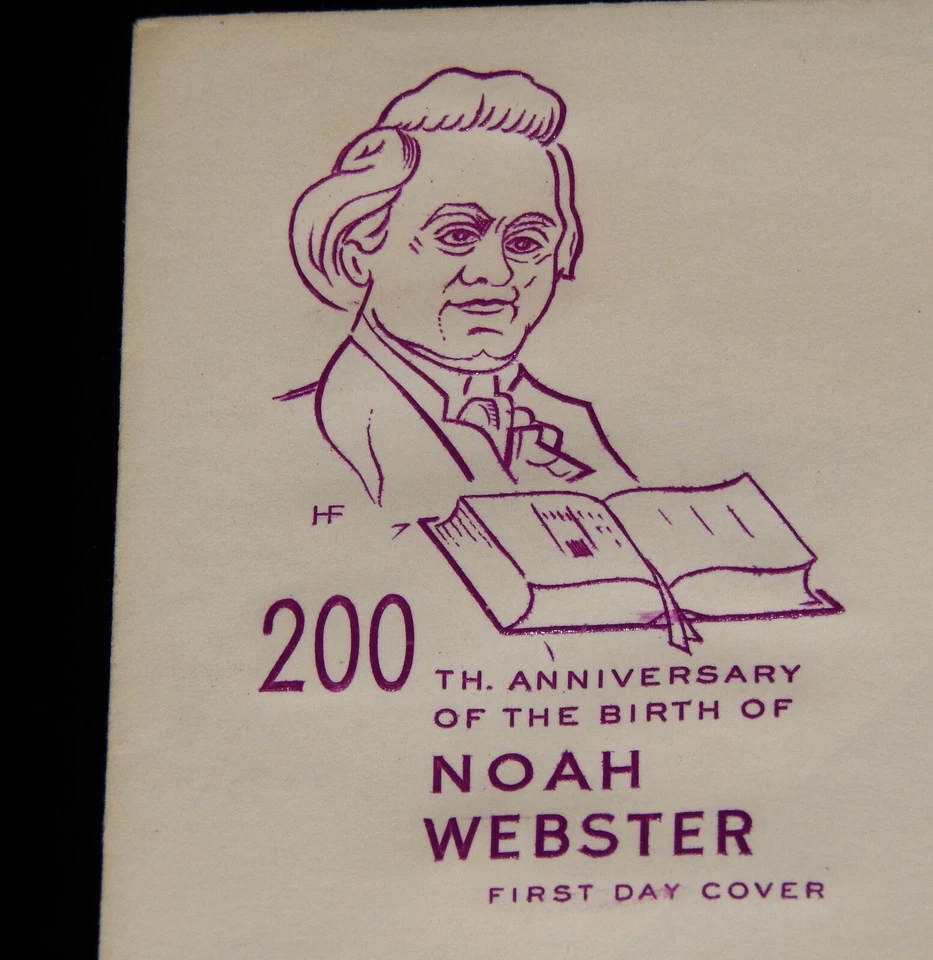 HF
200 TH. ANNIVERSARY
OF THE BIRTH OF
NOAH
WEBSTER
FIRST DAY COVER